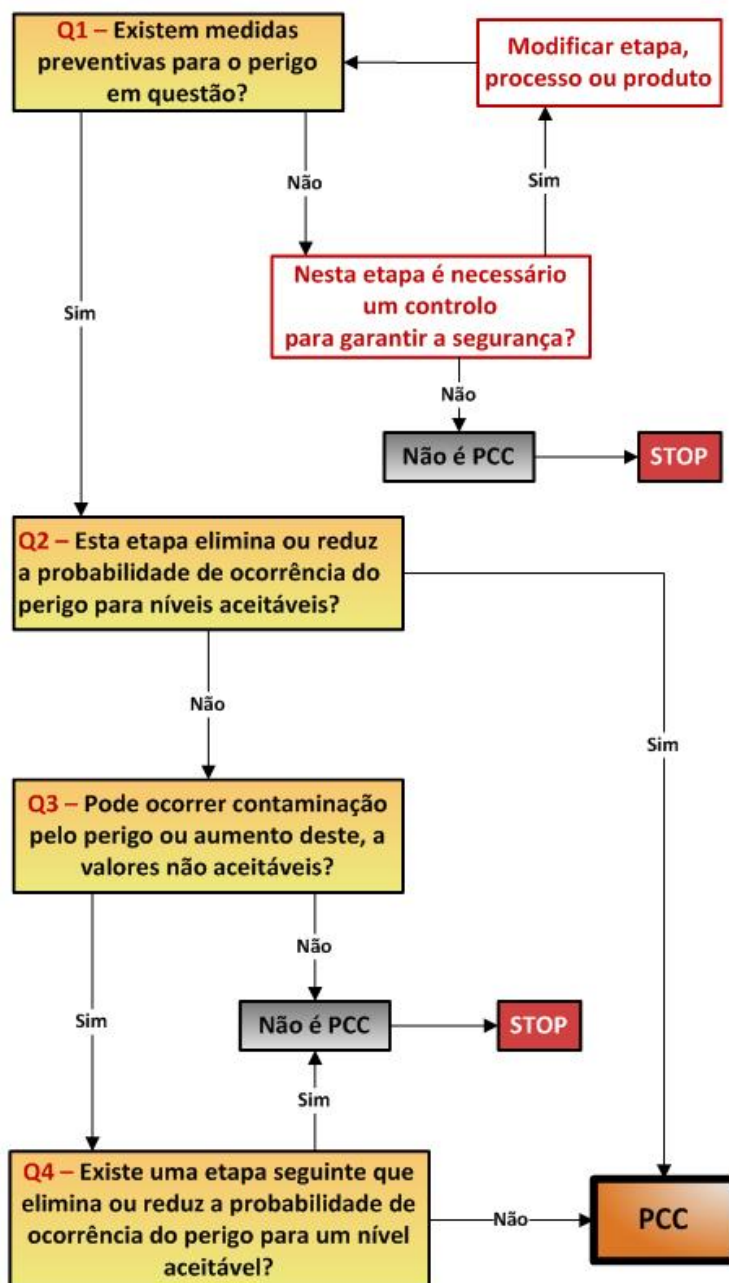 Q1 – Existem medidas
preventivas para o perigo
em questão?
Modificar etapa,
processo ou produto
Não
Sim
Nesta etapa é necessário
um controlo
para garantir a segurança?
Sim
Não
Não é PCC
STOP
Q2 – Esta etapa elimina ou reduz
a probabilidade de ocorrência do
perigo para níveis aceitáveis?
Não
Sim
Q3 – Pode ocorrer contaminação
pelo perigo ou aumento deste, a
valores não aceitáveis?
Não
Sim
Não é PCC
STOP
Sim
Q4 – Existe uma etapa seguinte que
elimina ou reduz a probabilidade de
ocorrência do perigo para um nível
aceitável?
Não
PCC